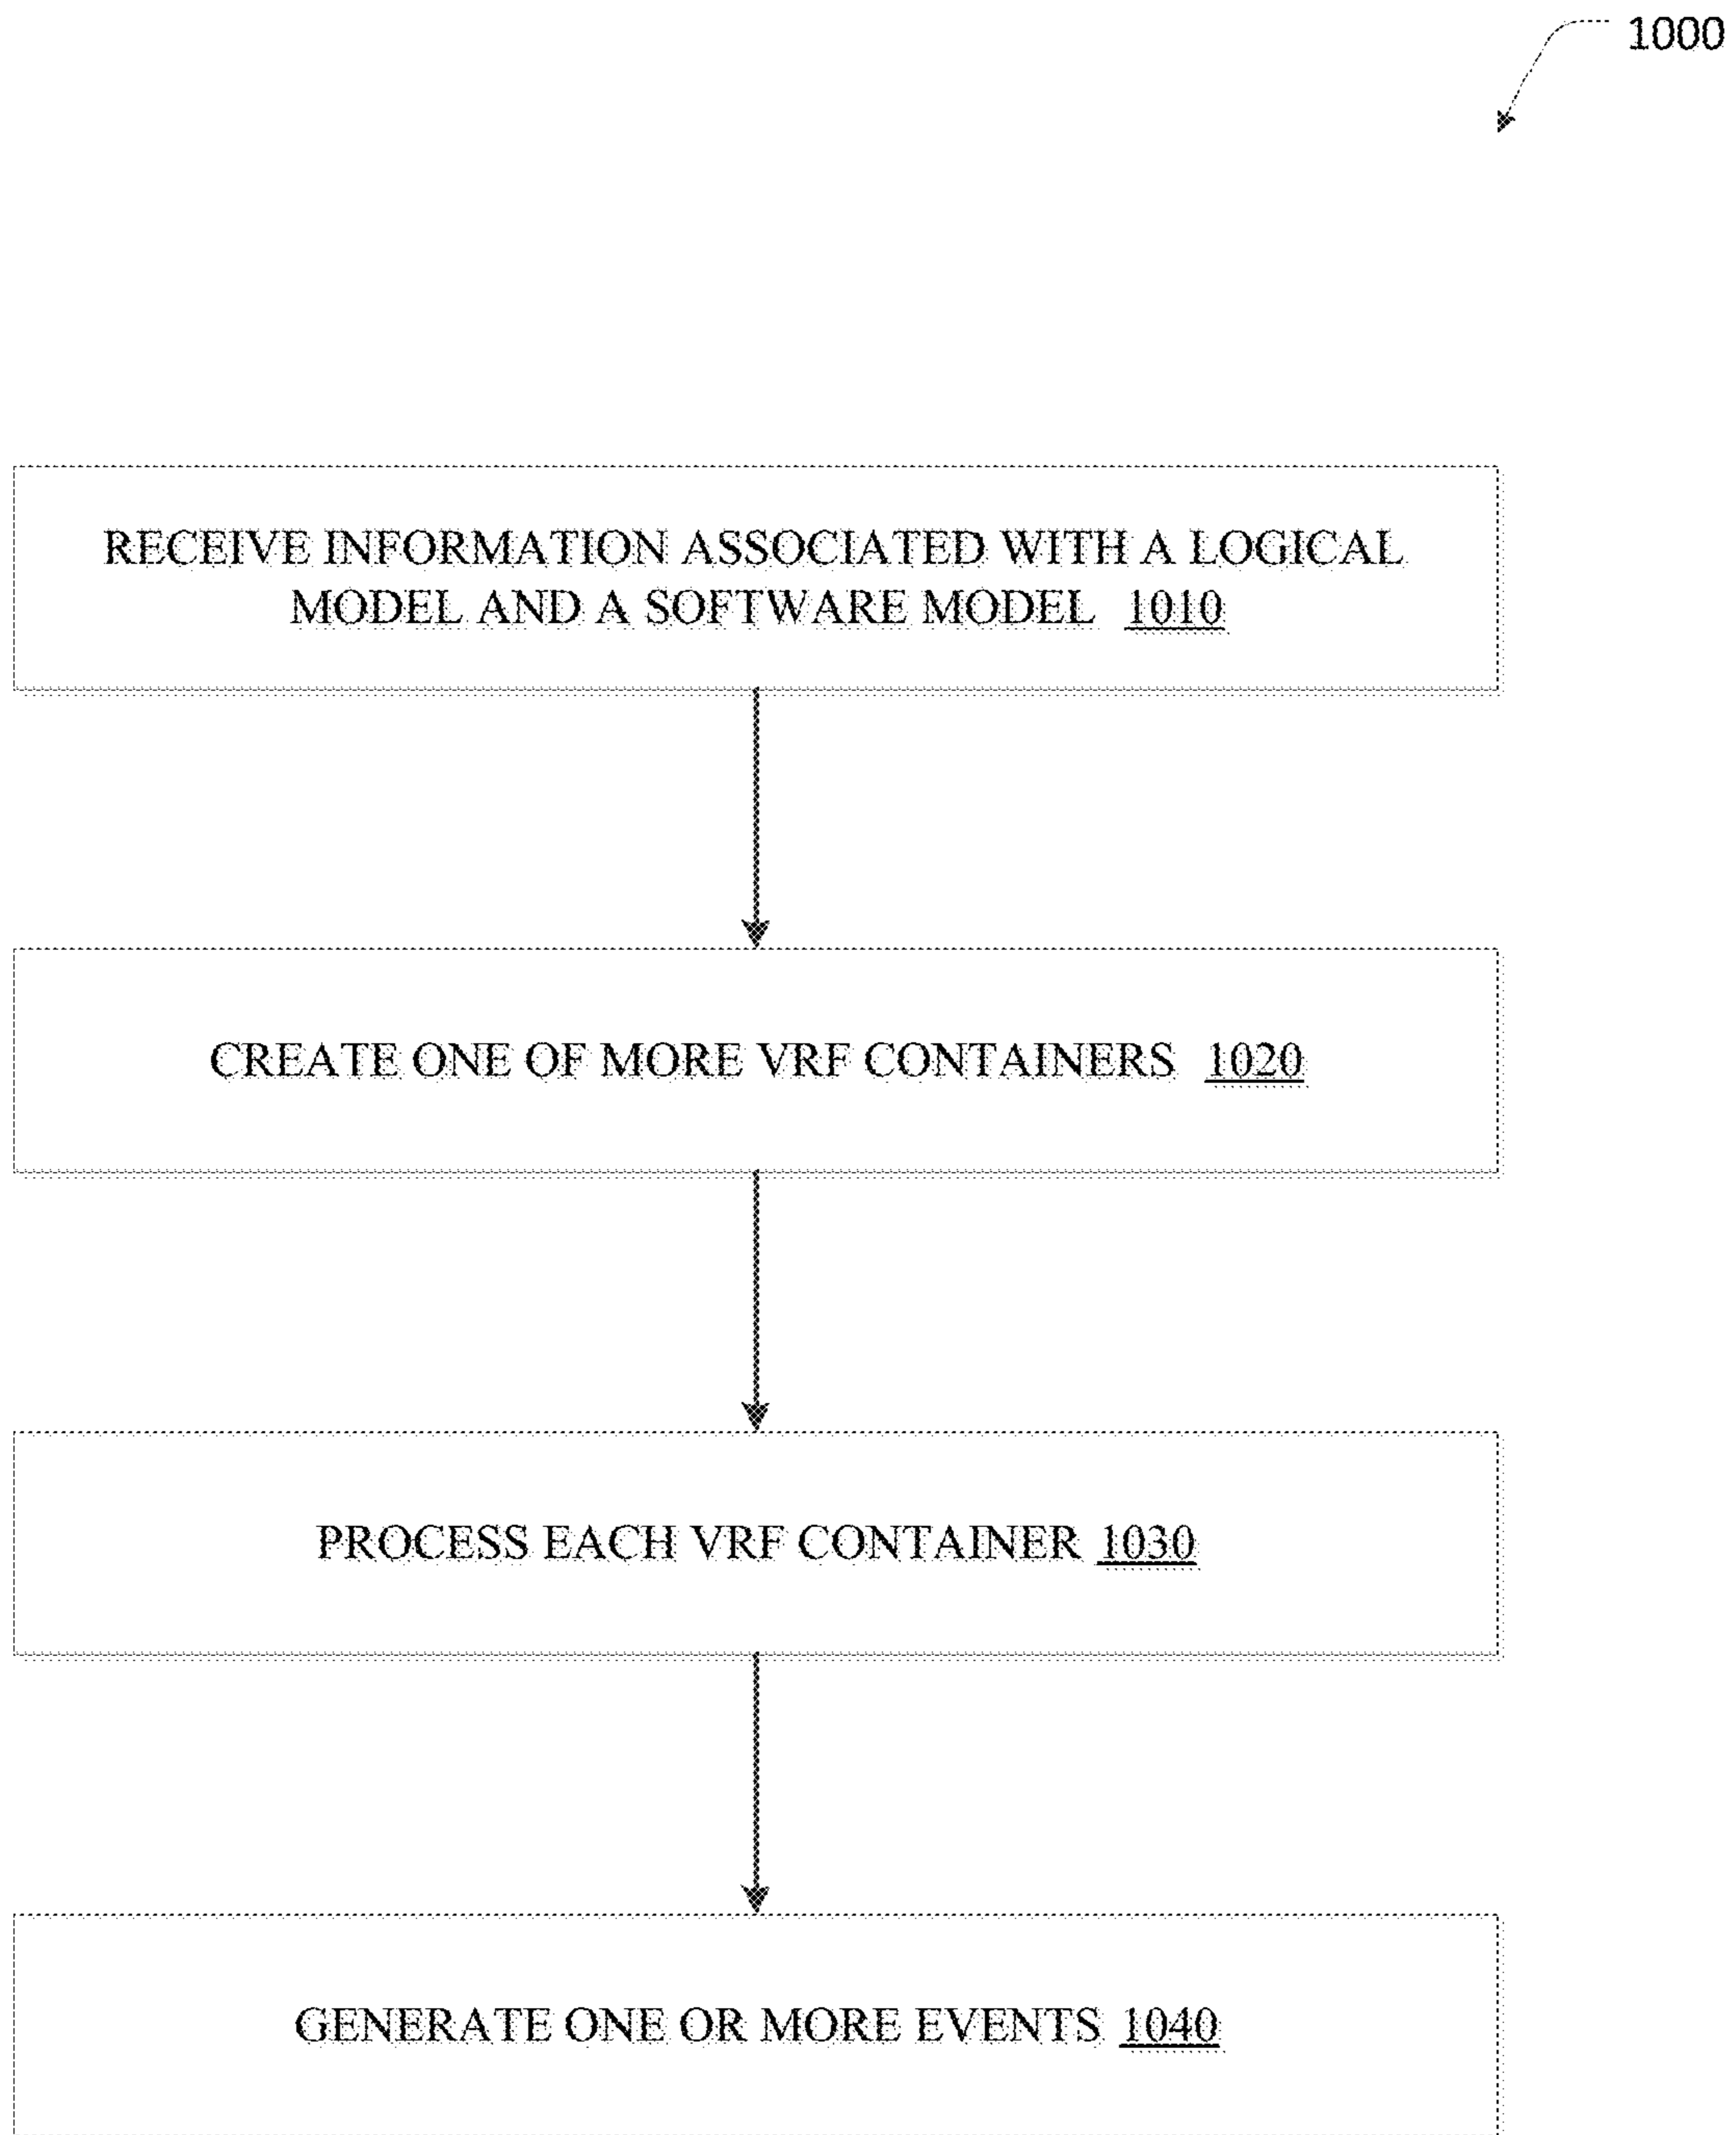 1000
RECEIVE INFORMATION ASSOCIATED WITH A LOGICAL
MODEL AND A SOFTWARE MODEL 1010
CREATE ONE OF MORE VRF CONTAINERS 1020
PROCESS EACH VRF CONTAINER 1030
GENERATE ONE OR MORE EVENTS 1040